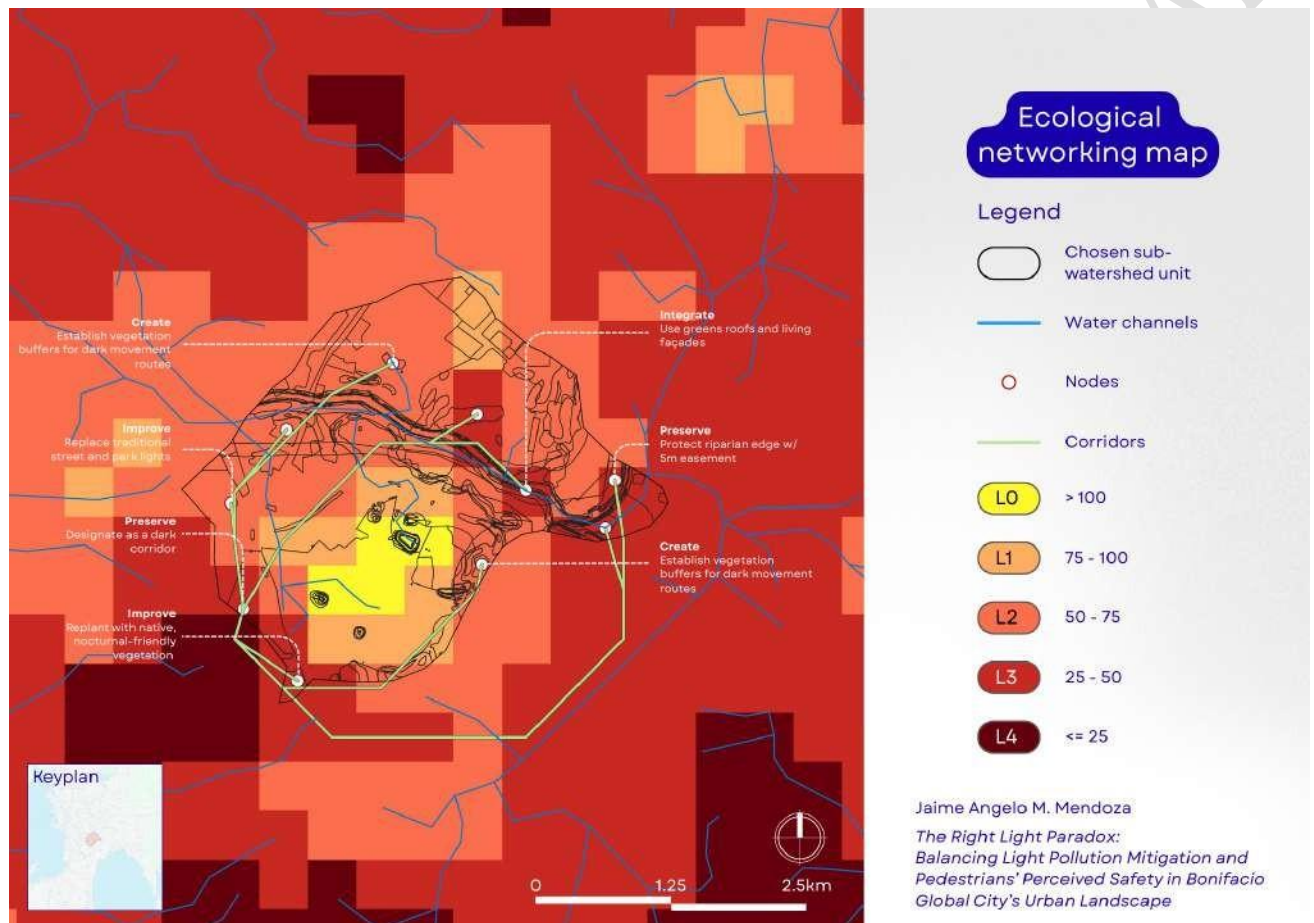 Create
Establish vegetation
buffers for dark movement
routes
Improve
Replace traditional
street and park lights
Preserve
Designate as a dark
corridor
Improve
Replant with native,
nocturnal-friendly
vegetation
Integrate
Use greens roofs and living
façades
Preserve
Protect riparian edge w/
5m easement
Create
Establish vegetation
buffers for dark movement
routes
Keyplan
0 1.25 2.5km
Ecological
networking map
Legend
Chosen sub-
watershed unit
Water channels
Nodes
Corridors
L0 > 100
L1 75 - 100
L2 50 - 75
L3 25 - 50
L4 <= 25
Jaime Angelo M. Mendoza
The Right Light Paradox:
Balancing Light Pollution Mitigation and
Pedestrians' Perceived Safety in Bonifacio
Global City's Urban Landscape